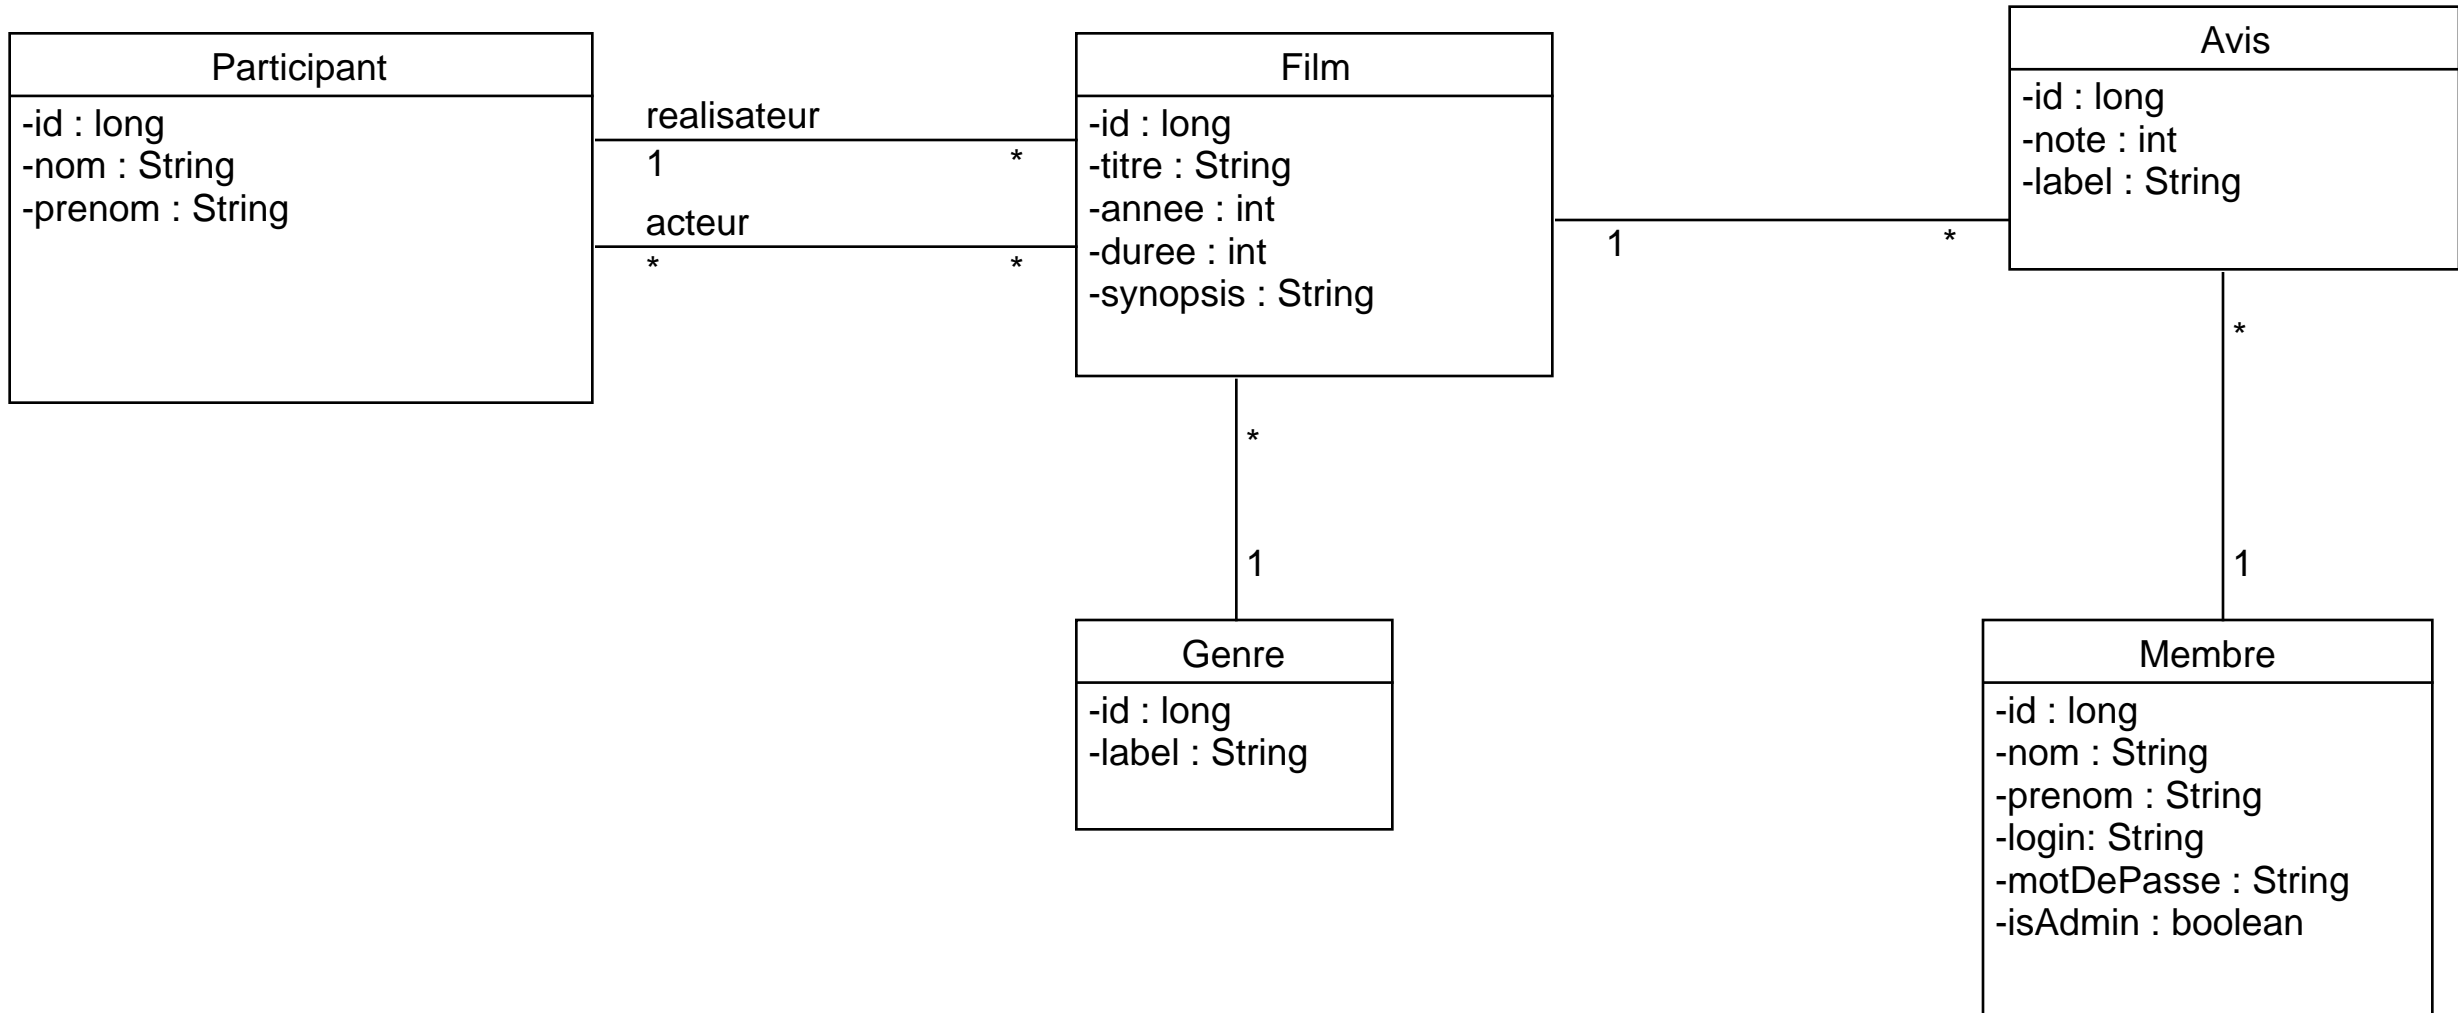 Participant
-id : long
-nom : String
-prenom : String
realisateur
1
*
acteur
*
*
Film
-id : long
-titre : String
-annee : int
-duree : int
-synopsis : String
1
*
Avis
-id : long
-note : int
-label : String
*
1
*
1
Genre
-id : long
-label : String
Membre
-id : long
-nom : String
-prenom : String
-login: String
-motDePasse : String
-isAdmin : boolean